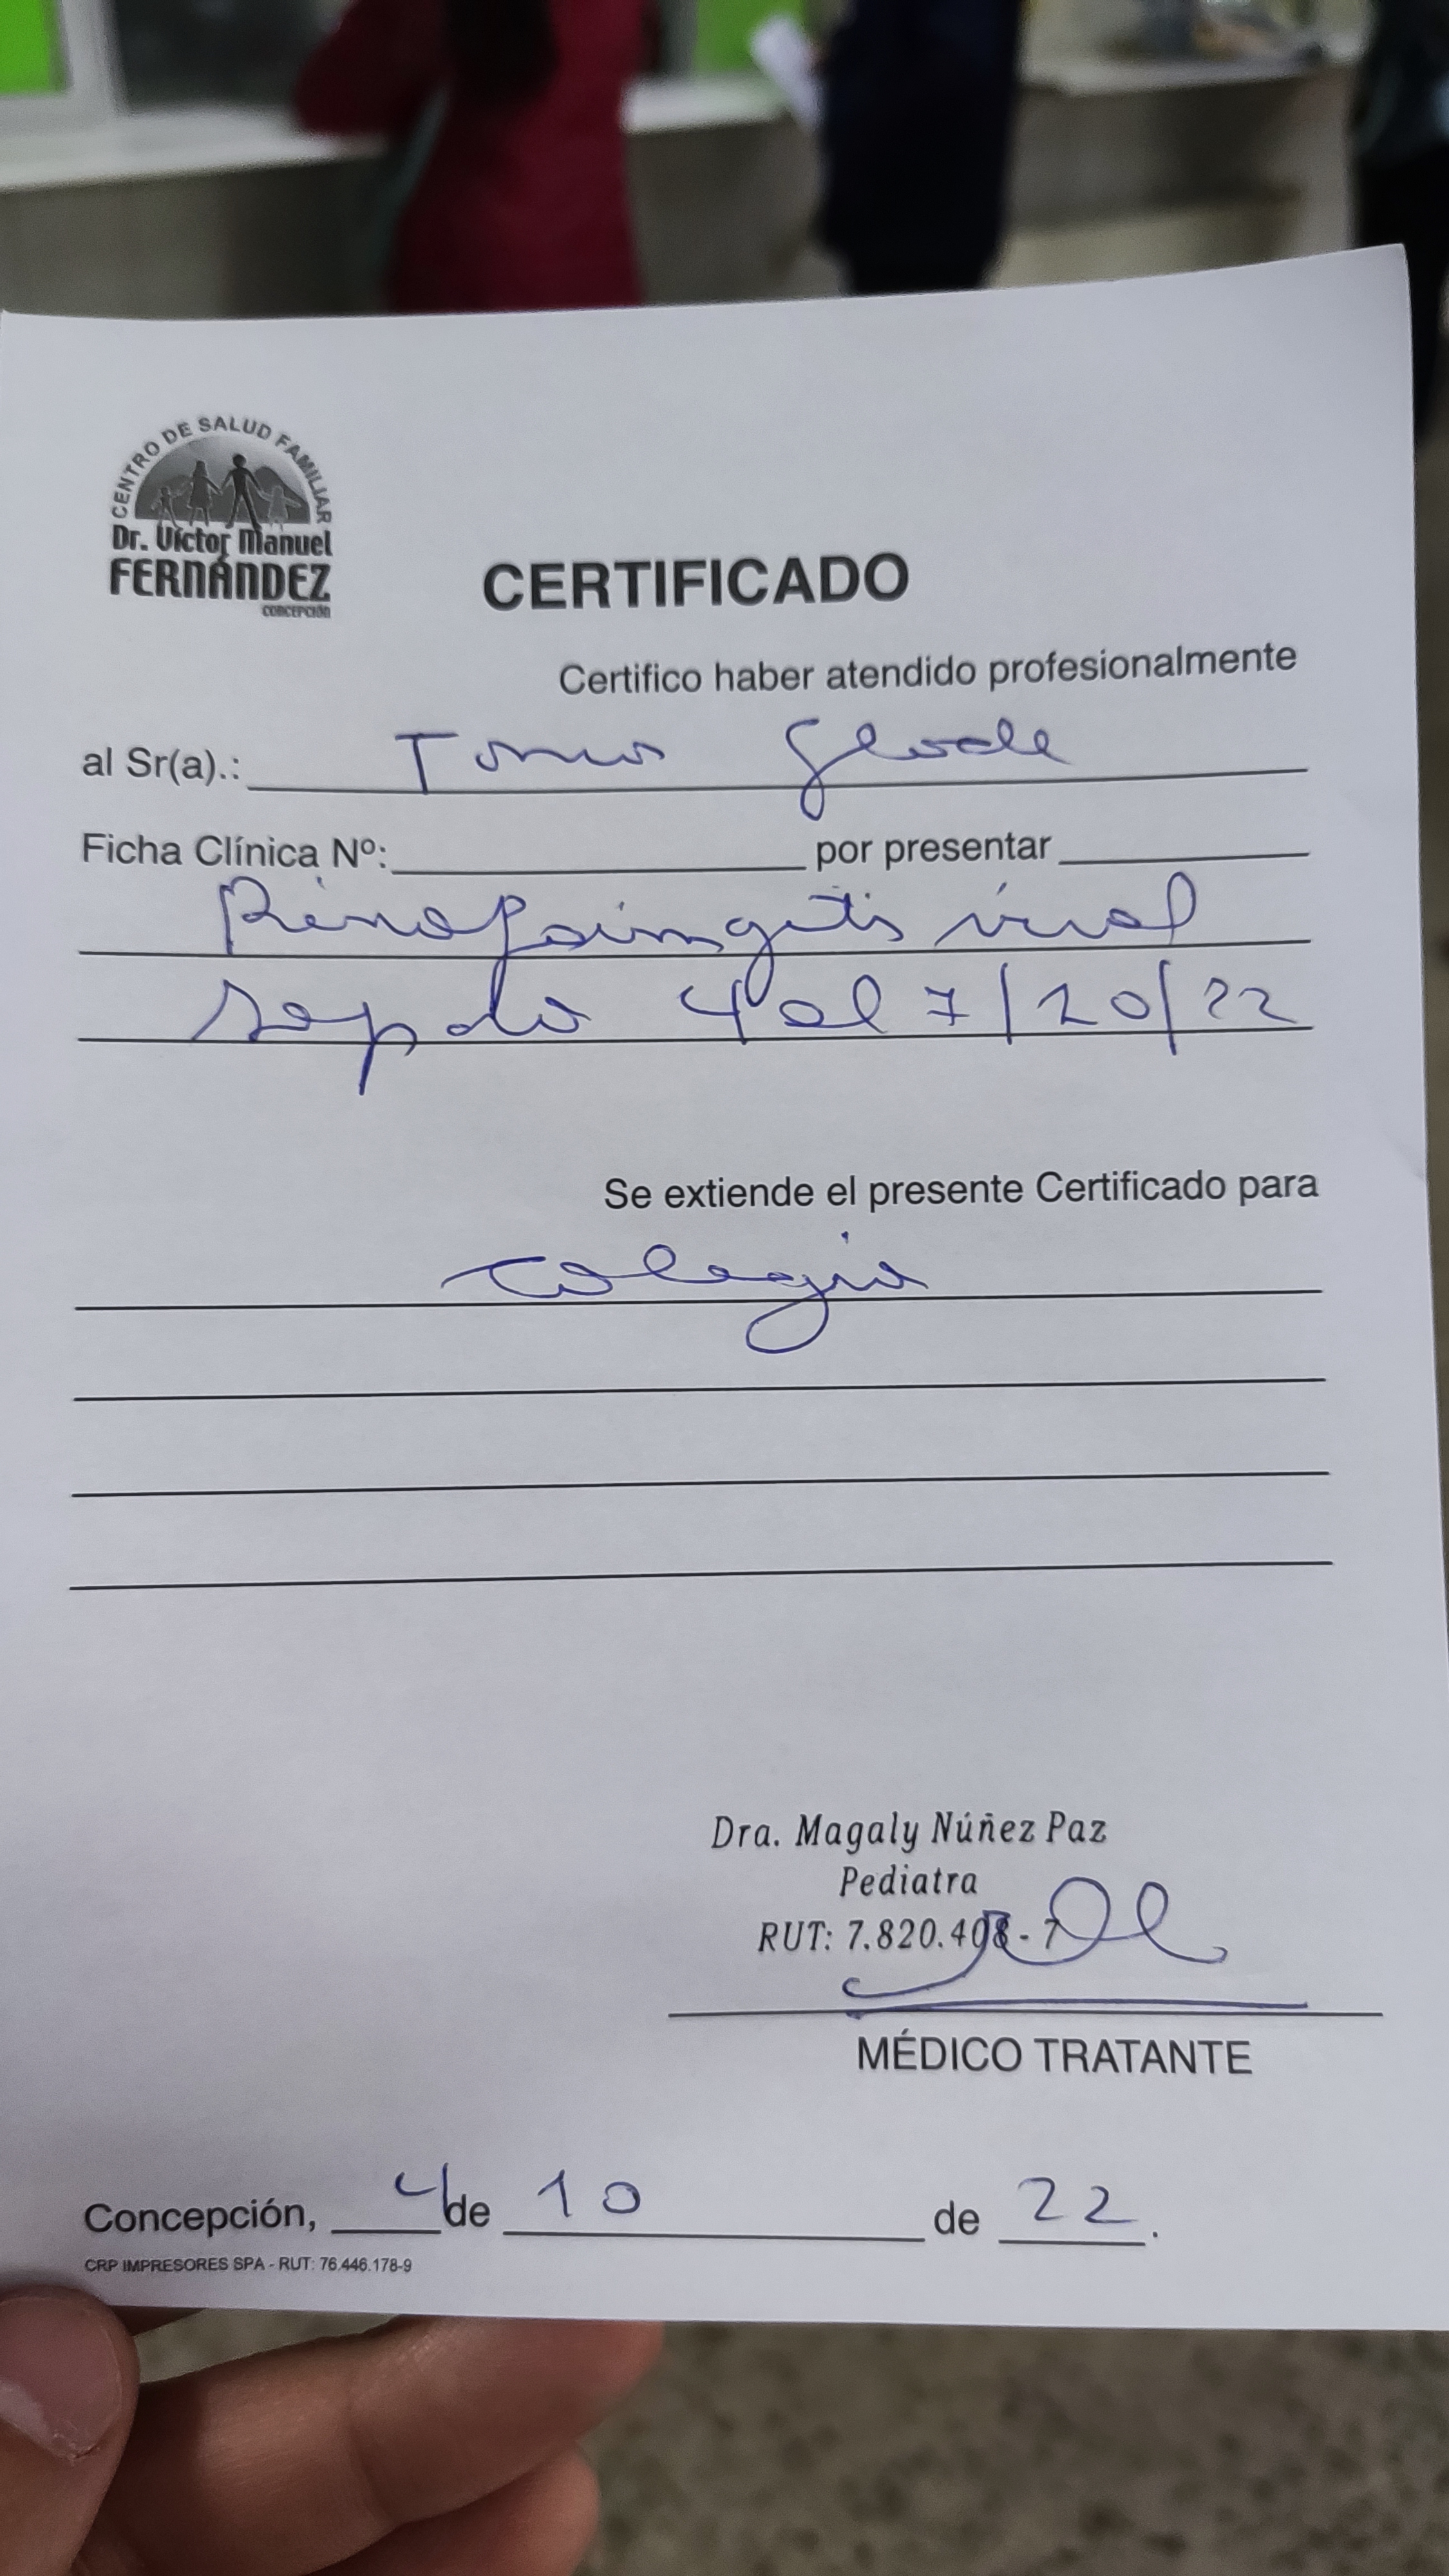 CENTRO DE SALUD FAMILIAR
Dr. Víctor Manuel
FERNÁNDEZ
CONCEPCIÓN
CERTIFICADO
Certifico haber atendido profesionalmente
al Sr(a).: Tomas
Ficha Clínica Nº: por presentar
Rinofaringitis viral
4 al 7/10/22
Se extiende el presente Certificado para
Colegio
Dra. Magaly Núñez Paz
Pediatra
RUT: 7.820.408-7
MÉDICO TRATANTE
Concepción, 4 de 10 de 22.
CRP IMPRESORES SPA - RUT: 76.446.178-9